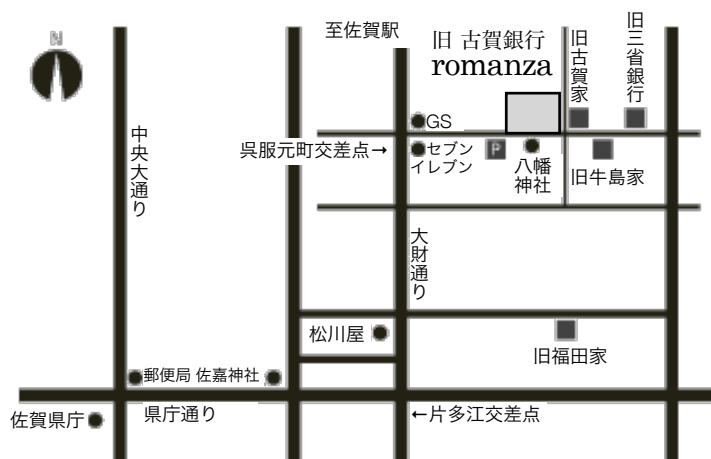 N
至佐賀駅
旧 古賀銀行
romanza
旧古賀家
旧三省銀行
中央大通り
GS
呉服元町交差点→
セブン
イレブン
P
八幡
神社
旧牛島家
大財通り
松川屋
旧福田家
郵便局 佐嘉神社
佐賀県庁
県庁通り
←片多江交差点